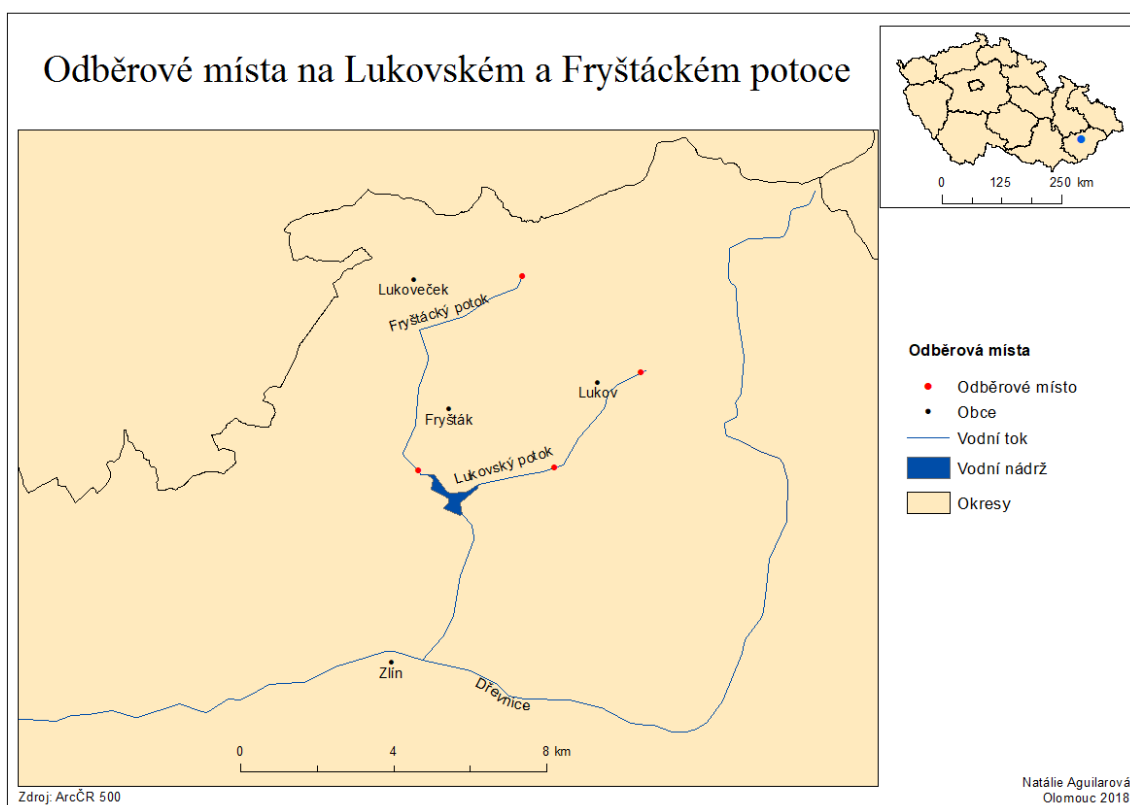 Odběrové místa na Lukovském a Fryštáckém potoce
0 125 250 km
Lukoveček
Fryštácký potok
Lukov
Fryšták
Lukovský potok
Zlín
Dřevnice
0 4 8 km
Odběrová místa
Odběrové místo
Obce
Vodní tok
Vodní nádrž
Okresy
Zdroj: ArcČR 500
Natálie Aguilarová
Olomouc 2018